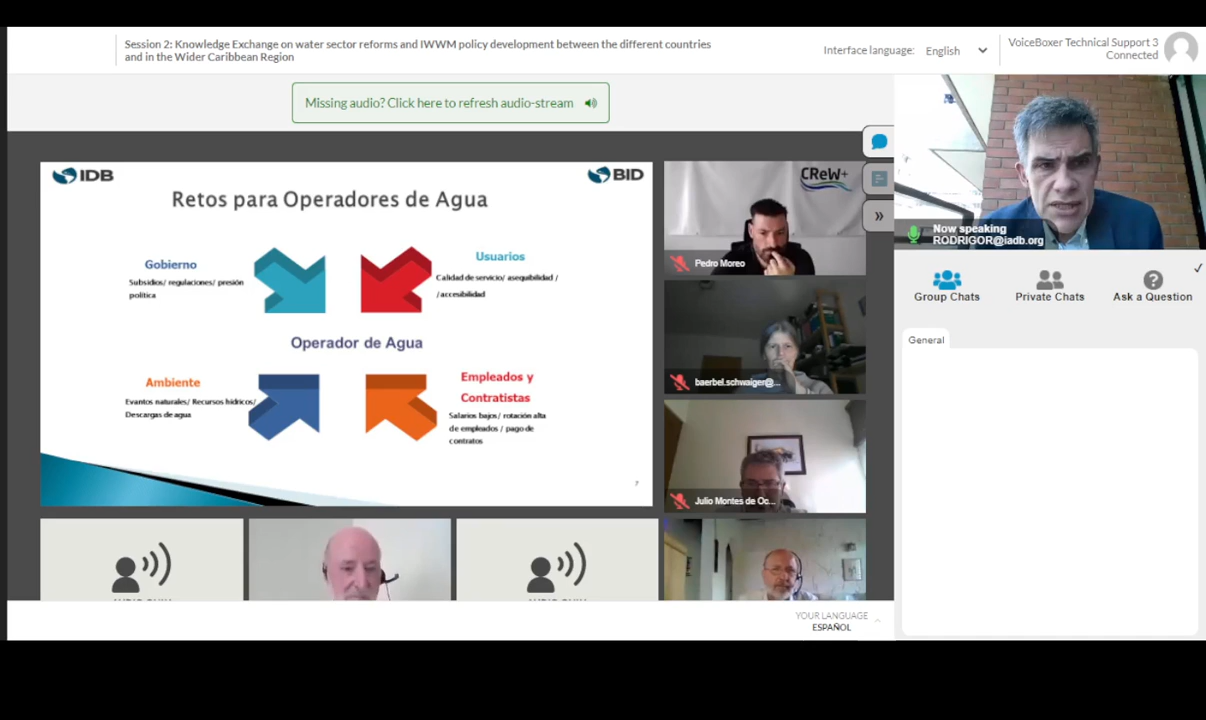 Session 2: Knowledge Exchange on water sector reforms and IWWM policy development between the different countries
and in the Wider Caribbean Region
Interface language: English
VoiceBoxer Technical Support 3
Connected
Missing audio? Click here to refresh audio-stream
IDB
BID
Retos para Operadores de Agua
Gobierno
Subsidios/ regulaciones/ presión
política
Usuarios
Calidad de servicio/ asequibilidad /
/accesibilidad
Operador de Agua
Ambiente
Evantos naturales/ Recursos hídricos/
Descargas de agua
Empleados y
Contratistas
Salarios bajos/ rotación alta
de empleados / pago de
contratos
7
CReW+
Pedro Moreo
baerbel.schwaiger@...
Julio Montes de Oc...
Now speaking
RODRIGOR@iadb.org
Group Chats
Private Chats
Ask a Question
General
YOUR LANGUAGE
ESPAÑOL